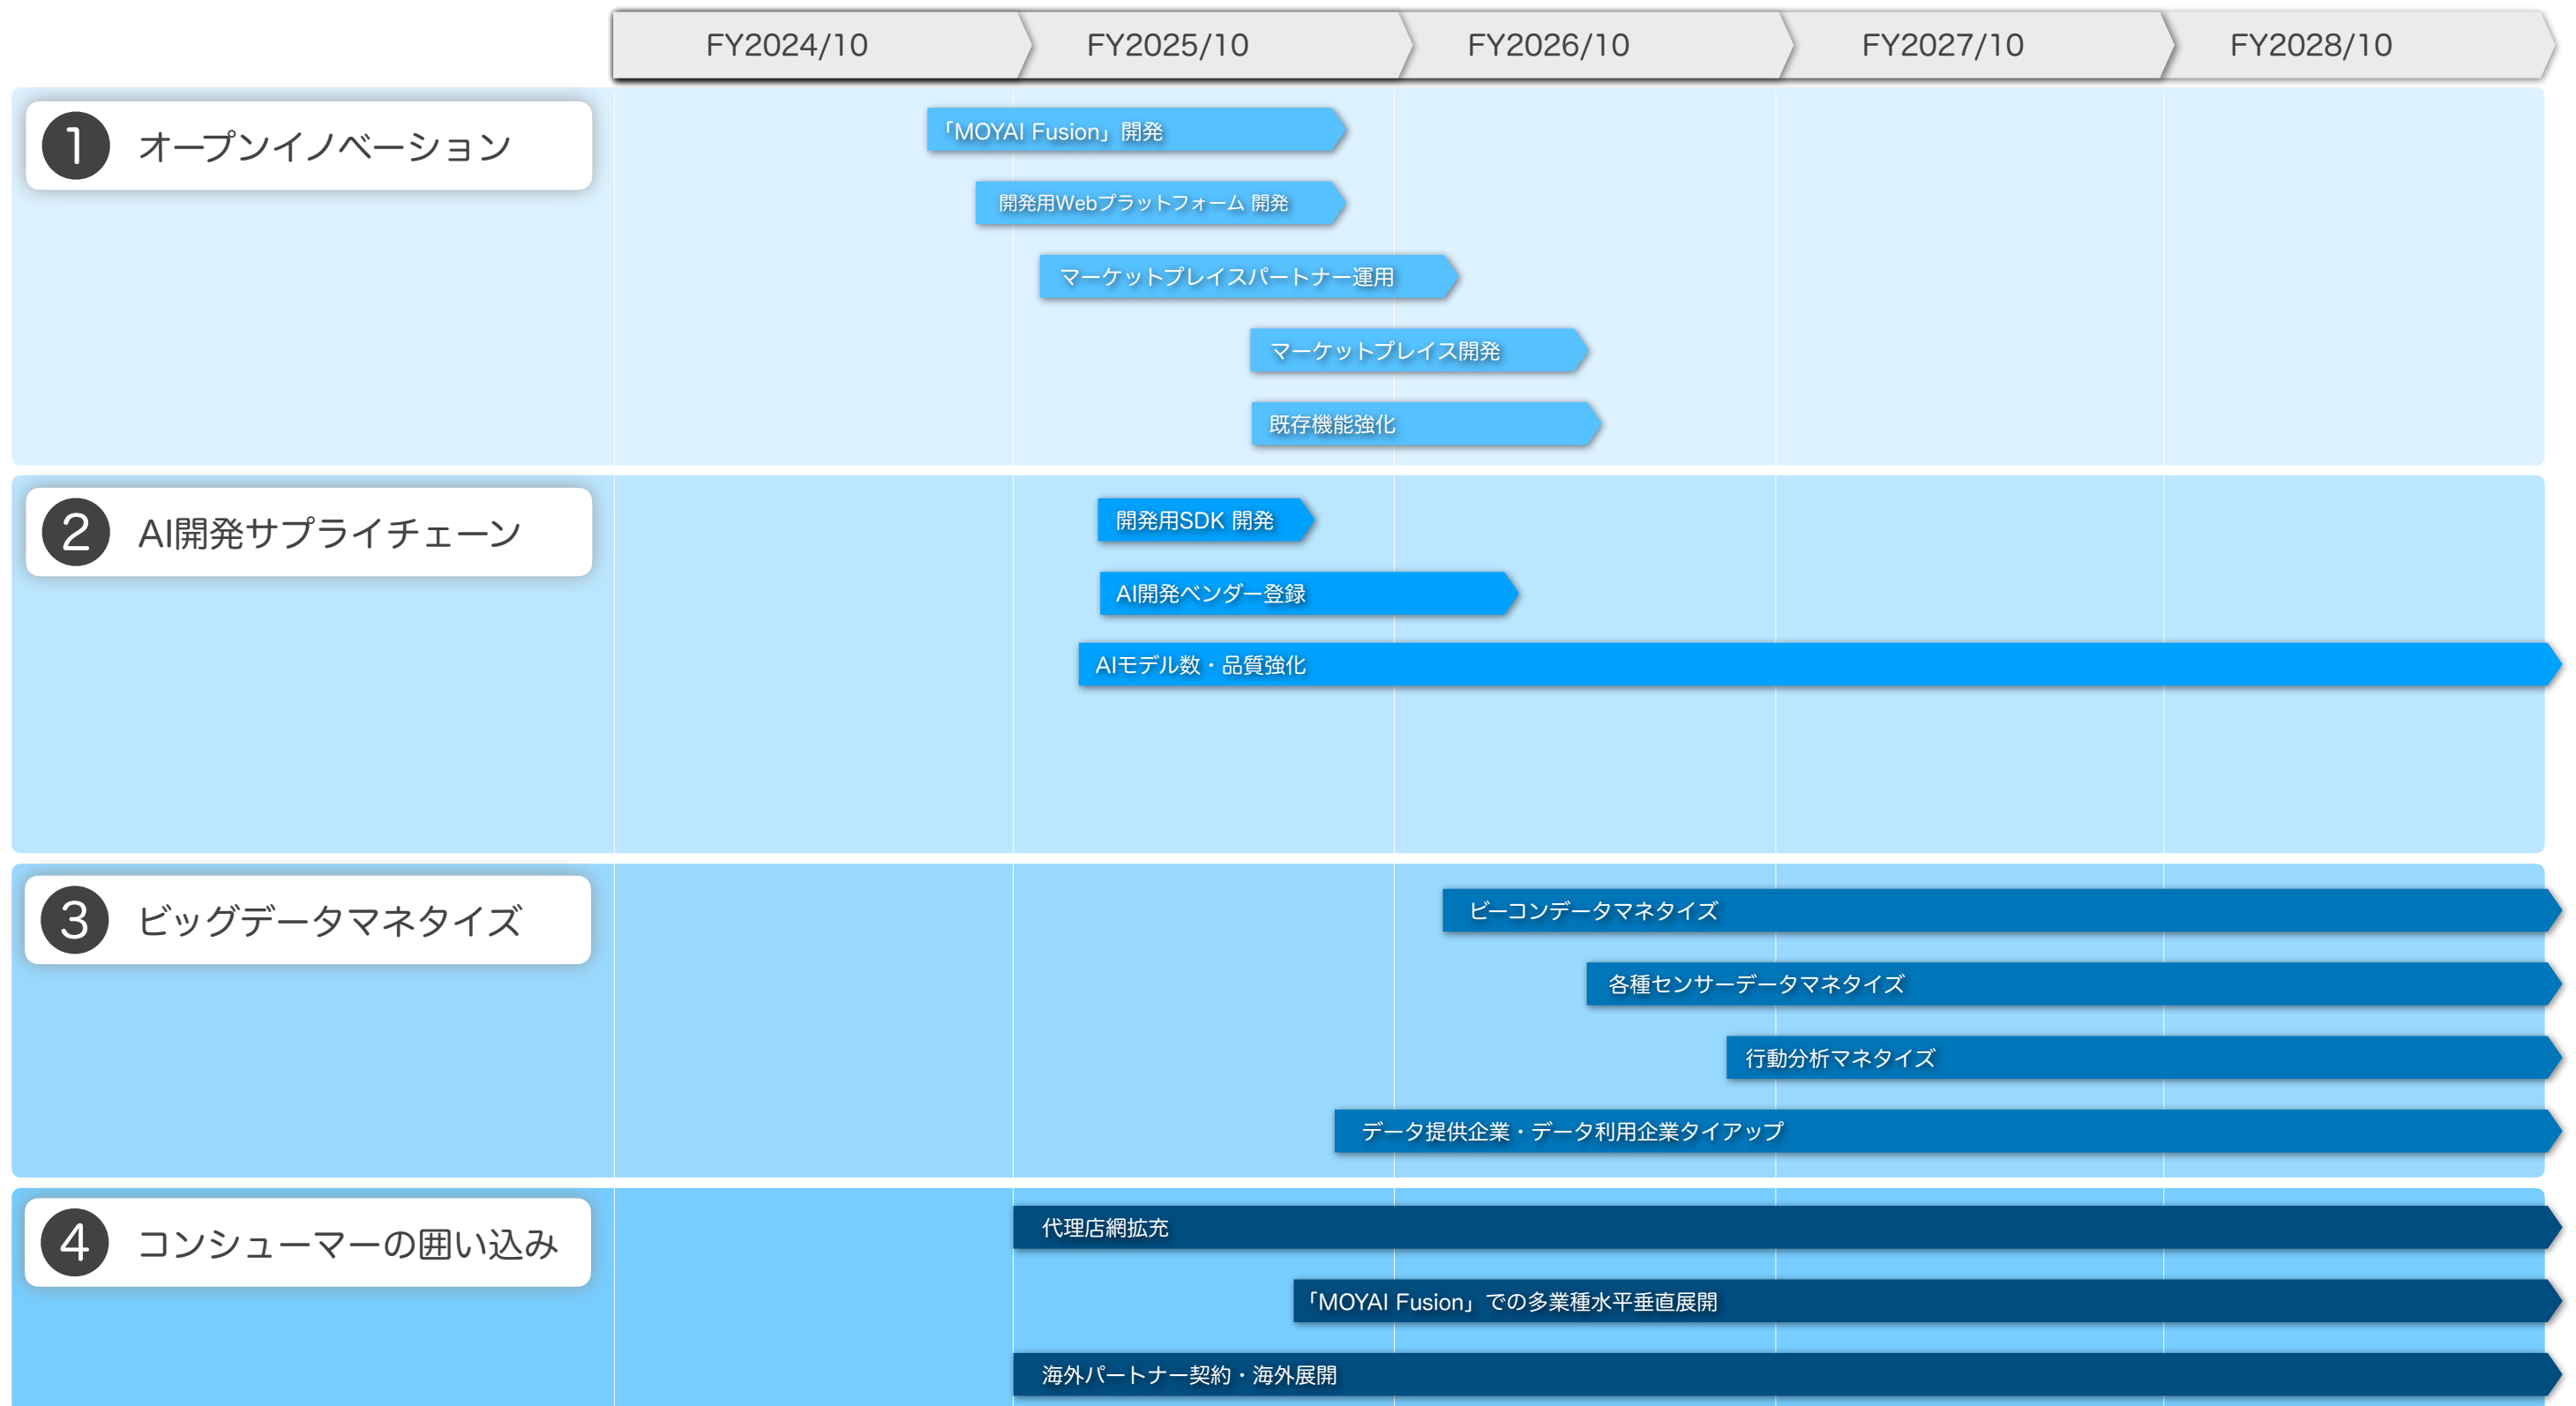 FY2024/10
FY2025/10
FY2026/10
FY2027/10
FY2028/10
1 オープンイノベーション
「MOYAI Fusion」開発
開発用Webプラットフォーム 開発
マーケットプレイスパートナー運用
マーケットプレイス開発
既存機能強化
2 AI開発サプライチェーン
開発用SDK 開発
AI開発ベンダー登録
AIモデル数・品質強化
3 ビッグデータマネタイズ
ビーコンデータマネタイズ
各種センサーデータマネタイズ
行動分析マネタイズ
データ提供企業・データ利用企業タイアップ
4 コンシューマーの囲い込み
代理店網拡充
「MOYAI Fusion」での多業種水平垂直展開
海外パートナー契約・海外展開